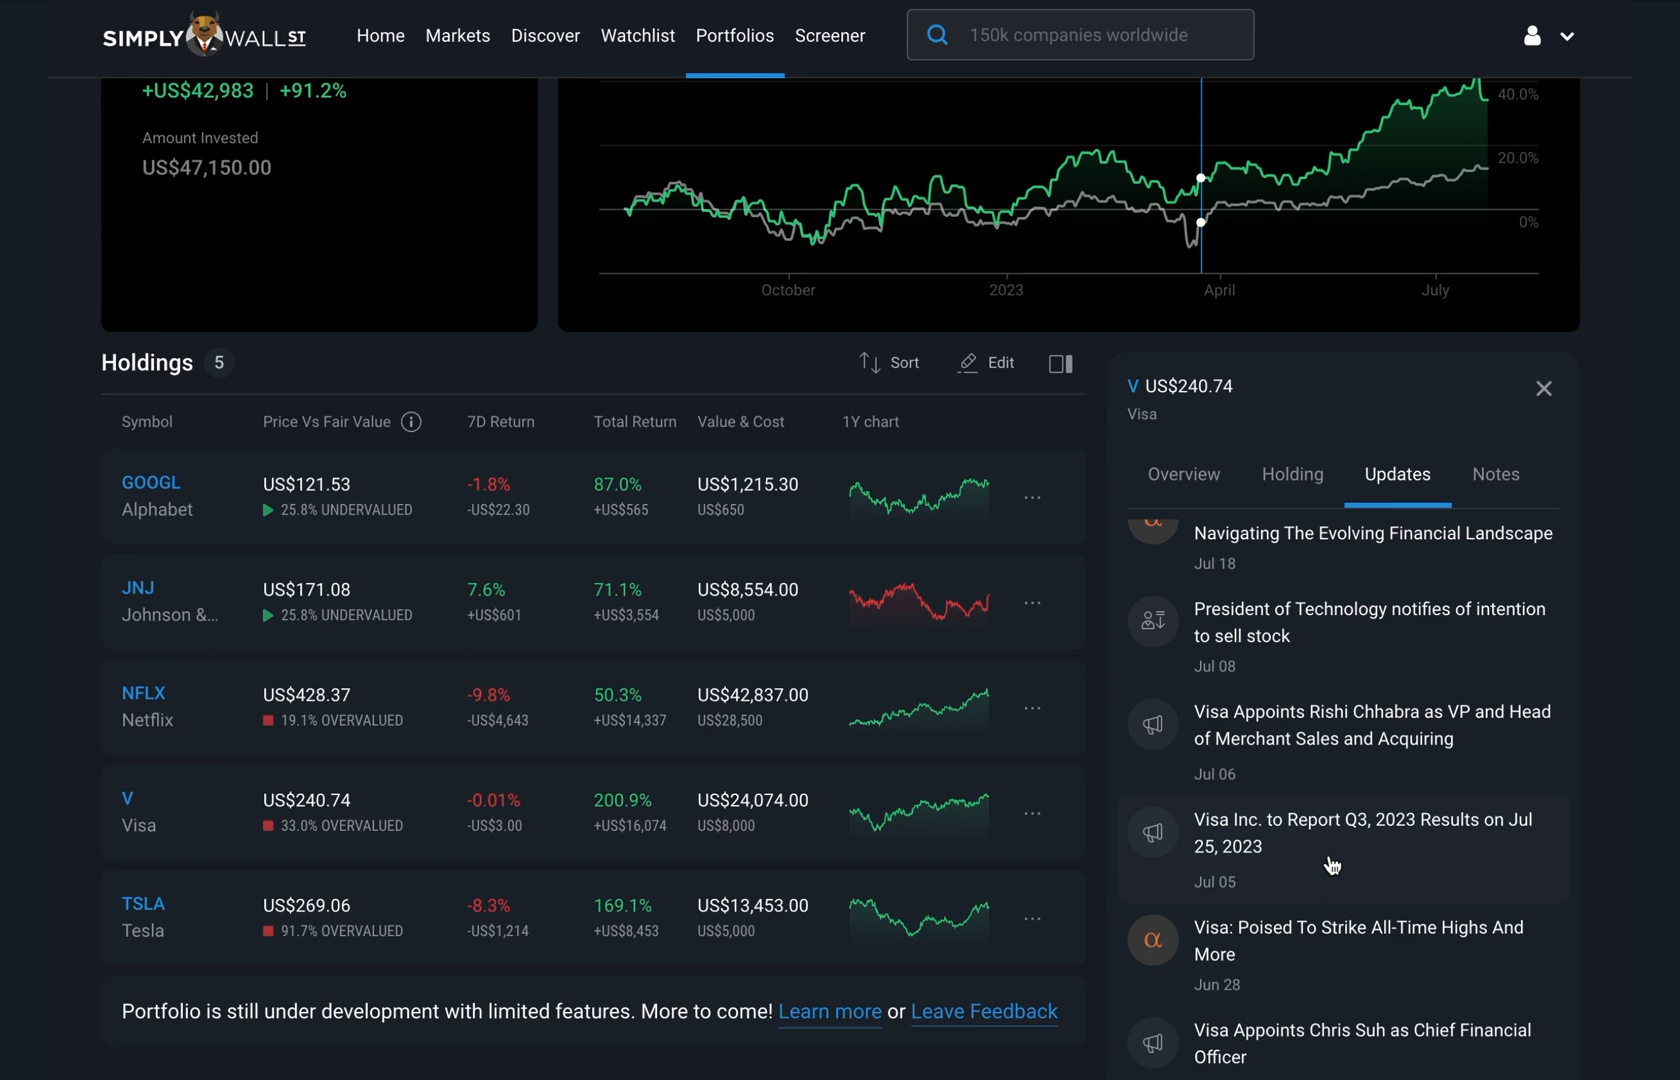 SIMPLY WALL ST
Home Markets Discover Watchlist Portfolios Screener
150k companies worldwide
+US$42,983 | +91.2%
Amount Invested
US$47,150.00
40.0%
20.0%
0%
October 2023 April July
Holdings 5
Sort Edit
Symbol Price Vs Fair Value i 7D Return Total Return Value & Cost 1Y chart
GOOGL US$121.53 -1.8% 87.0% US$1,215.30 ...
Alphabet 25.8% UNDERVALUED -US$22.30 +US$565 US$650
JNJ US$171.08 7.6% 71.1% US$8,554.00 ...
Johnson &... 25.8% UNDERVALUED +US$601 +US$3,554 US$5,000
NFLX US$428.37 -9.8% 50.3% US$42,837.00 ...
Netflix 19.1% OVERVALUED -US$4,643 +US$14,337 US$28,500
V US$240.74 -0.01% 200.9% US$24,074.00 ...
Visa 33.0% OVERVALUED -US$3.00 +US$16,074 US$8,000
TSLA US$269.06 -8.3% 169.1% US$13,453.00 ...
Tesla 91.7% OVERVALUED -US$1,214 +US$8,453 US$5,000
Portfolio is still under development with limited features. More to come! Learn more or Leave Feedback
V US$240.74
Visa
Overview Holding Updates Notes
α
Navigating The Evolving Financial Landscape
Jul 18
President of Technology notifies of intention
to sell stock
Jul 08
Visa Appoints Rishi Chhabra as VP and Head
of Merchant Sales and Acquiring
Jul 06
Visa Inc. to Report Q3, 2023 Results on Jul
25, 2023
Jul 05
α
Visa: Poised To Strike All-Time Highs And
More
Jun 28
Visa Appoints Chris Suh as Chief Financial
Officer